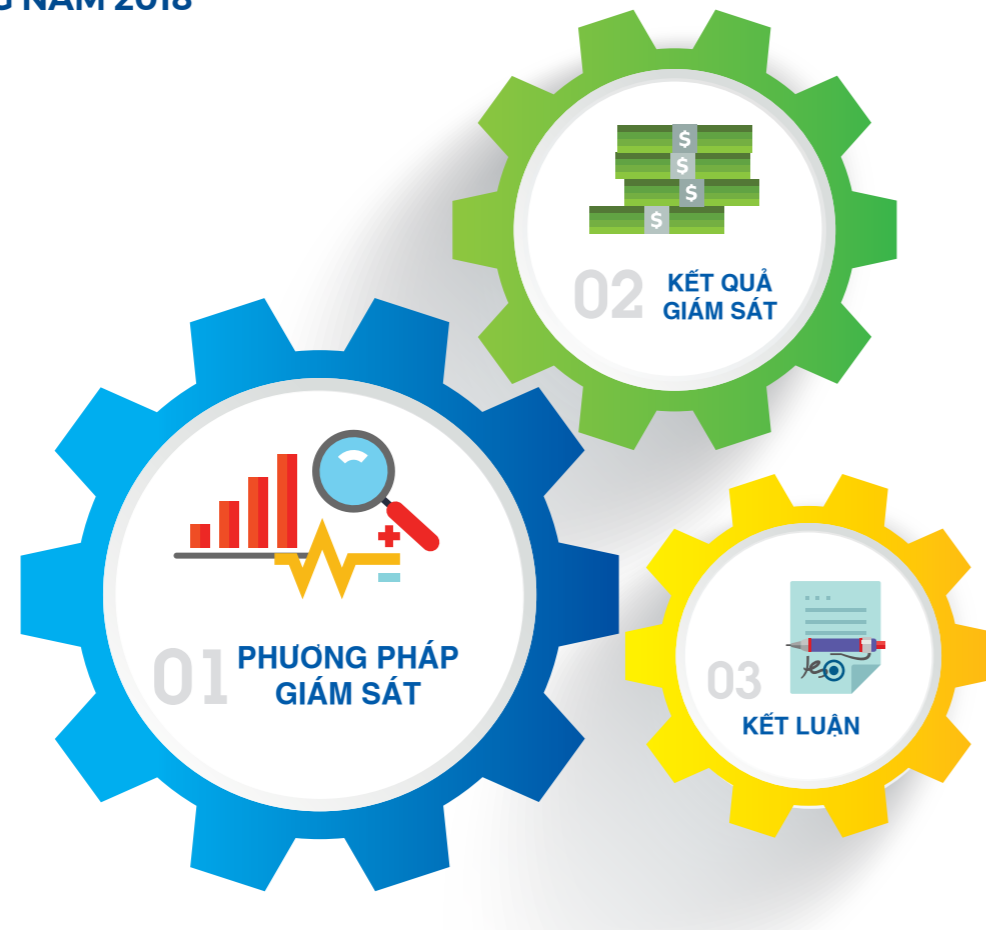 G NĂM 2018
$
$
$
$
02
KẾT QUẢ
GIÁM SÁT
01
PHƯƠNG PHÁP
GIÁM SÁT
03
KẾT LUẬN